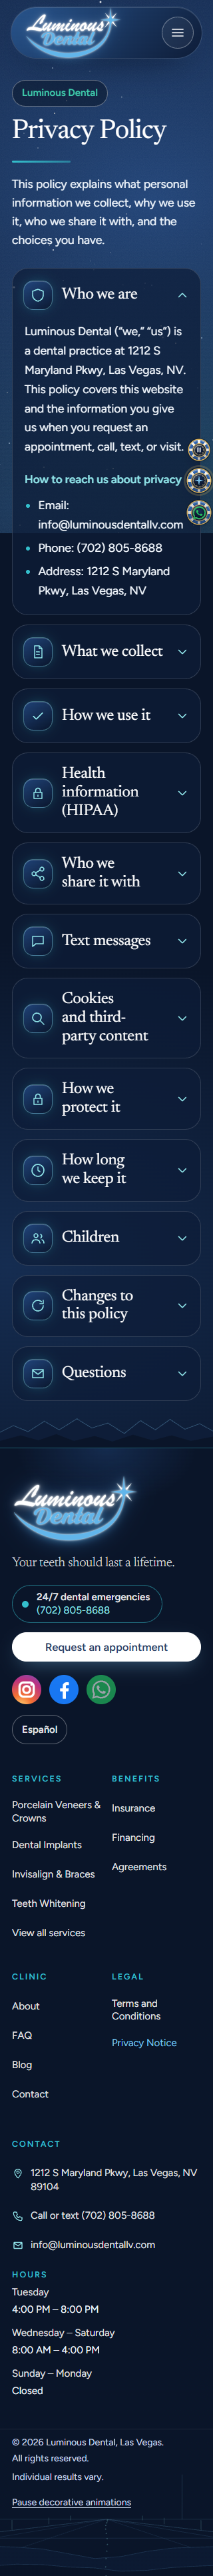 Luminous
Dental
Luminous Dental
Privacy Policy
This policy explains what personal
information we collect, why we use
it, who we share it with, and the
choices you have.
Who we are
Luminous Dental (“we,” “us”) is
a dental practice at 1212 S
Maryland Pkwy, Las Vegas, NV.
This policy covers this website
and the information you give
us when you request an
appointment, call, text, or visit.
How to reach us about privacy
Email:
info@luminousdentallv.com
Phone: (702) 805-8688
Address: 1212 S Maryland
Pkwy, Las Vegas, NV
What we collect
How we use it
Health
information
(HIPAA)
Who we
share it with
Text messages
Cookies
and third-
party content
How we
protect it
How long
we keep it
Children
Changes to
this policy
Questions
Luminous
Dental
Your teeth should last a lifetime.
24/7 dental emergencies
(702) 805-8688
Request an appointment
Español
SERVICES
Porcelain Veneers &
Crowns
Dental Implants
Invisalign & Braces
Teeth Whitening
View all services
BENEFITS
Insurance
Financing
Agreements
CLINIC
About
FAQ
Blog
Contact
LEGAL
Terms and
Conditions
Privacy Notice
CONTACT
1212 S Maryland Pkwy, Las Vegas, NV
89104
Call or text (702) 805-8688
info@luminousdentallv.com
HOURS
Tuesday
4:00 PM – 8:00 PM
Wednesday – Saturday
8:00 AM – 4:00 PM
Sunday – Monday
Closed
© 2026 Luminous Dental, Las Vegas.
All rights reserved.
Individual results vary.
Pause decorative animations